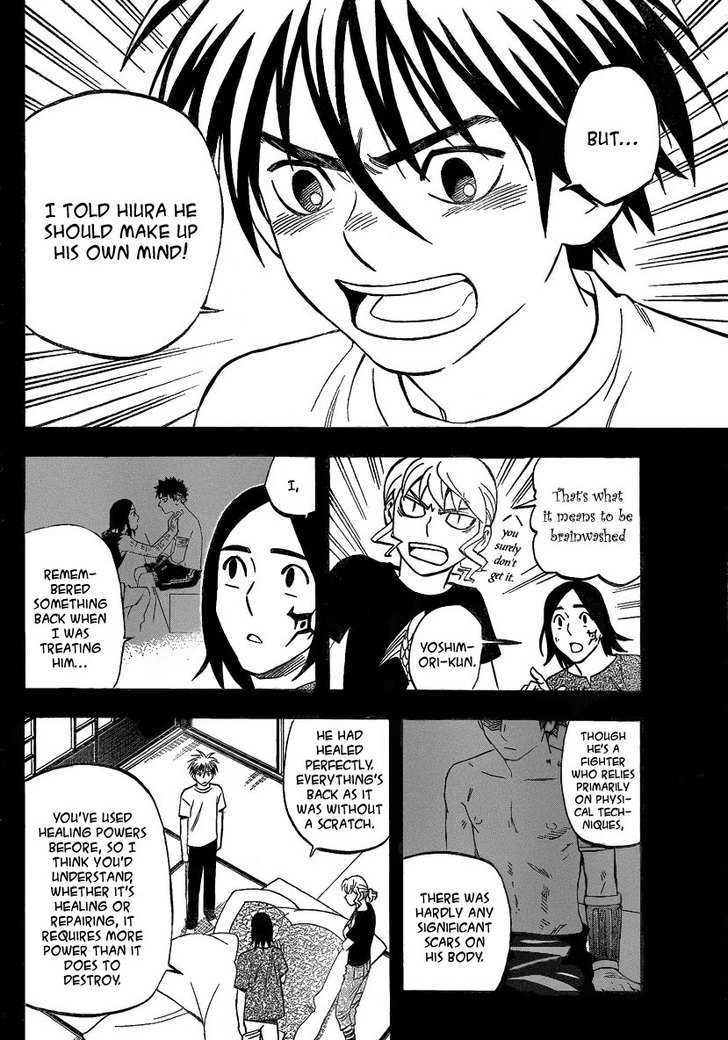 BUT...
I TOLD HIURA HE
SHOULD MAKE UP
HIS OWN MIND!
That's what
it means to be
brainwashed
you
surely
don't
get it.
YOSHIM-
ORI-KUN.
I,
REMEM-
BERED
SOMETHING
BACK WHEN
I WAS
TREATING
HIM...
THOUGH
HE'S A
FIGHTER
WHO RELIES
PRIMARILY
ON PHYSI-
CAL TECH-
NIQUES,
THERE WAS
HARDLY ANY
SIGNIFICANT
SCARS ON
HIS BODY.
HE HAD
HEALED
PERFECTLY.
EVERYTHING'S
BACK AS IT
WAS WITHOUT
A SCRATCH.
YOU'VE USED
HEALING POWERS
BEFORE, SO I
THINK YOU'D
UNDERSTAND,
WHETHER IT'S
HEALING OR
REPAIRING, IT
REQUIRES MORE
POWER THAN IT
DOES TO
DESTROY.